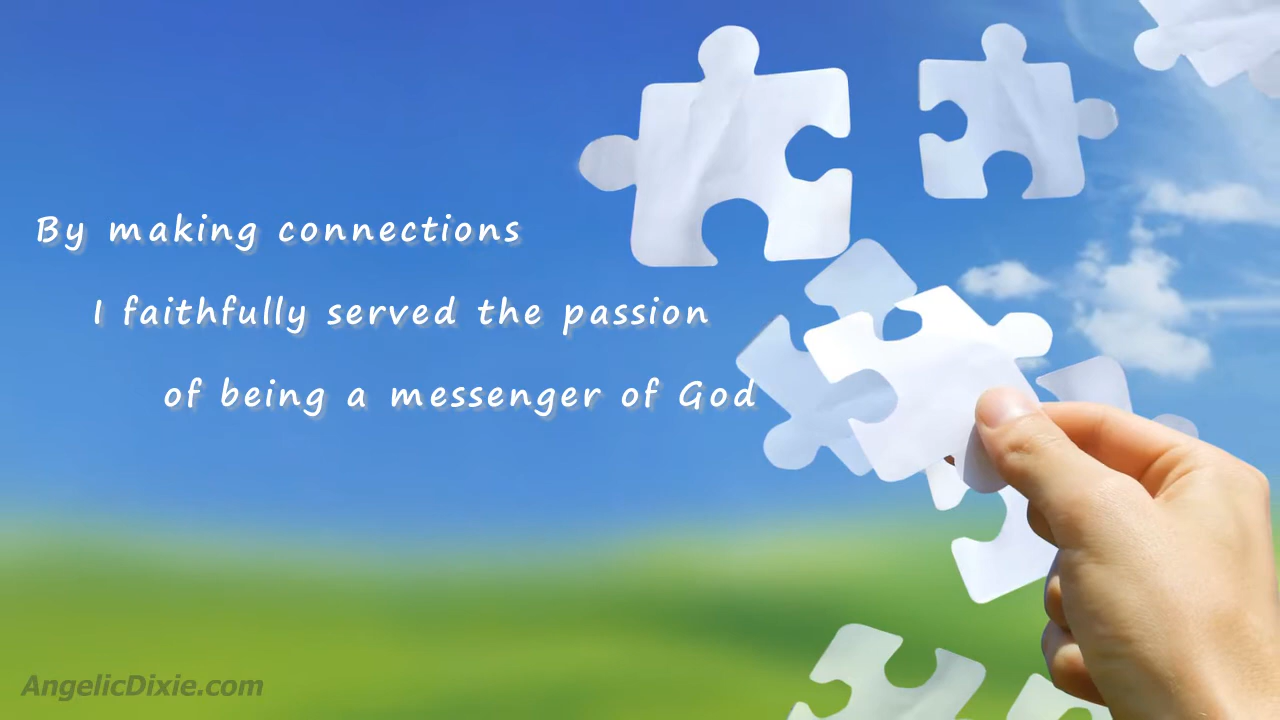 By making connections
I faithfully served the passion
of being a messenger of God
AngelicDixie.com